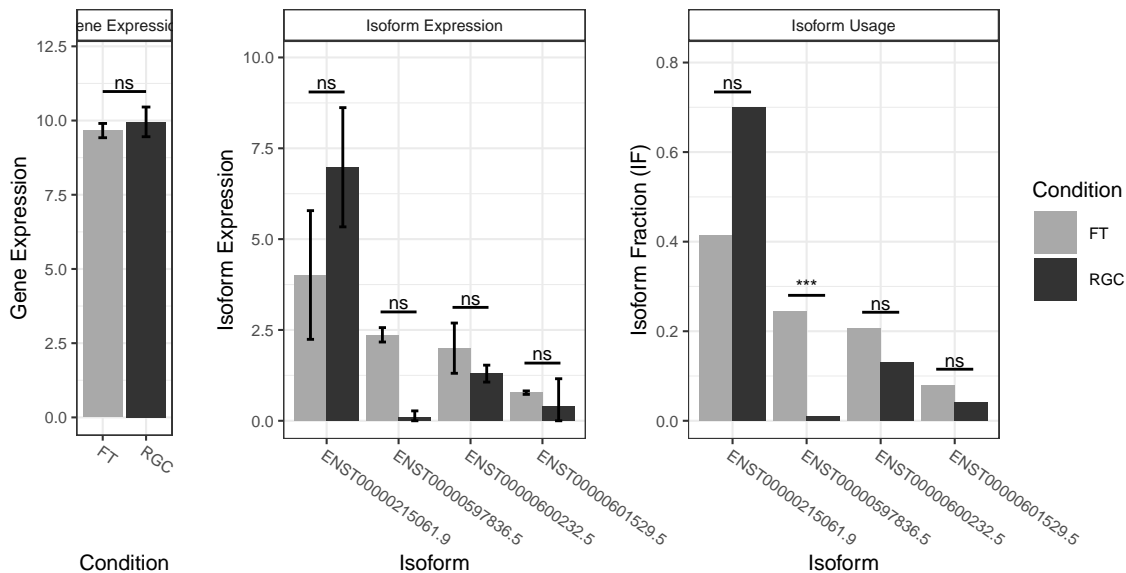 ene Expressio
12.5
10.0
7.5
5.0
2.5
0.0
Gene Expression
ns
FT
RGC
Condition
Isoform Expression
10.0
7.5
5.0
2.5
0.0
Isoform Expression
ns
ns
ns
ns
ENST00000215061.9
ENST00000597836.5
ENST00000600232.5
ENST00000601529.5
Isoform
Isoform Usage
0.8
0.6
0.4
0.2
0.0
Isoform Fraction (IF)
ns
***
ns
ns
ENST00000215061.9
ENST00000597836.5
ENST00000600232.5
ENST00000601529.5
Isoform
Condition
FT
RGC